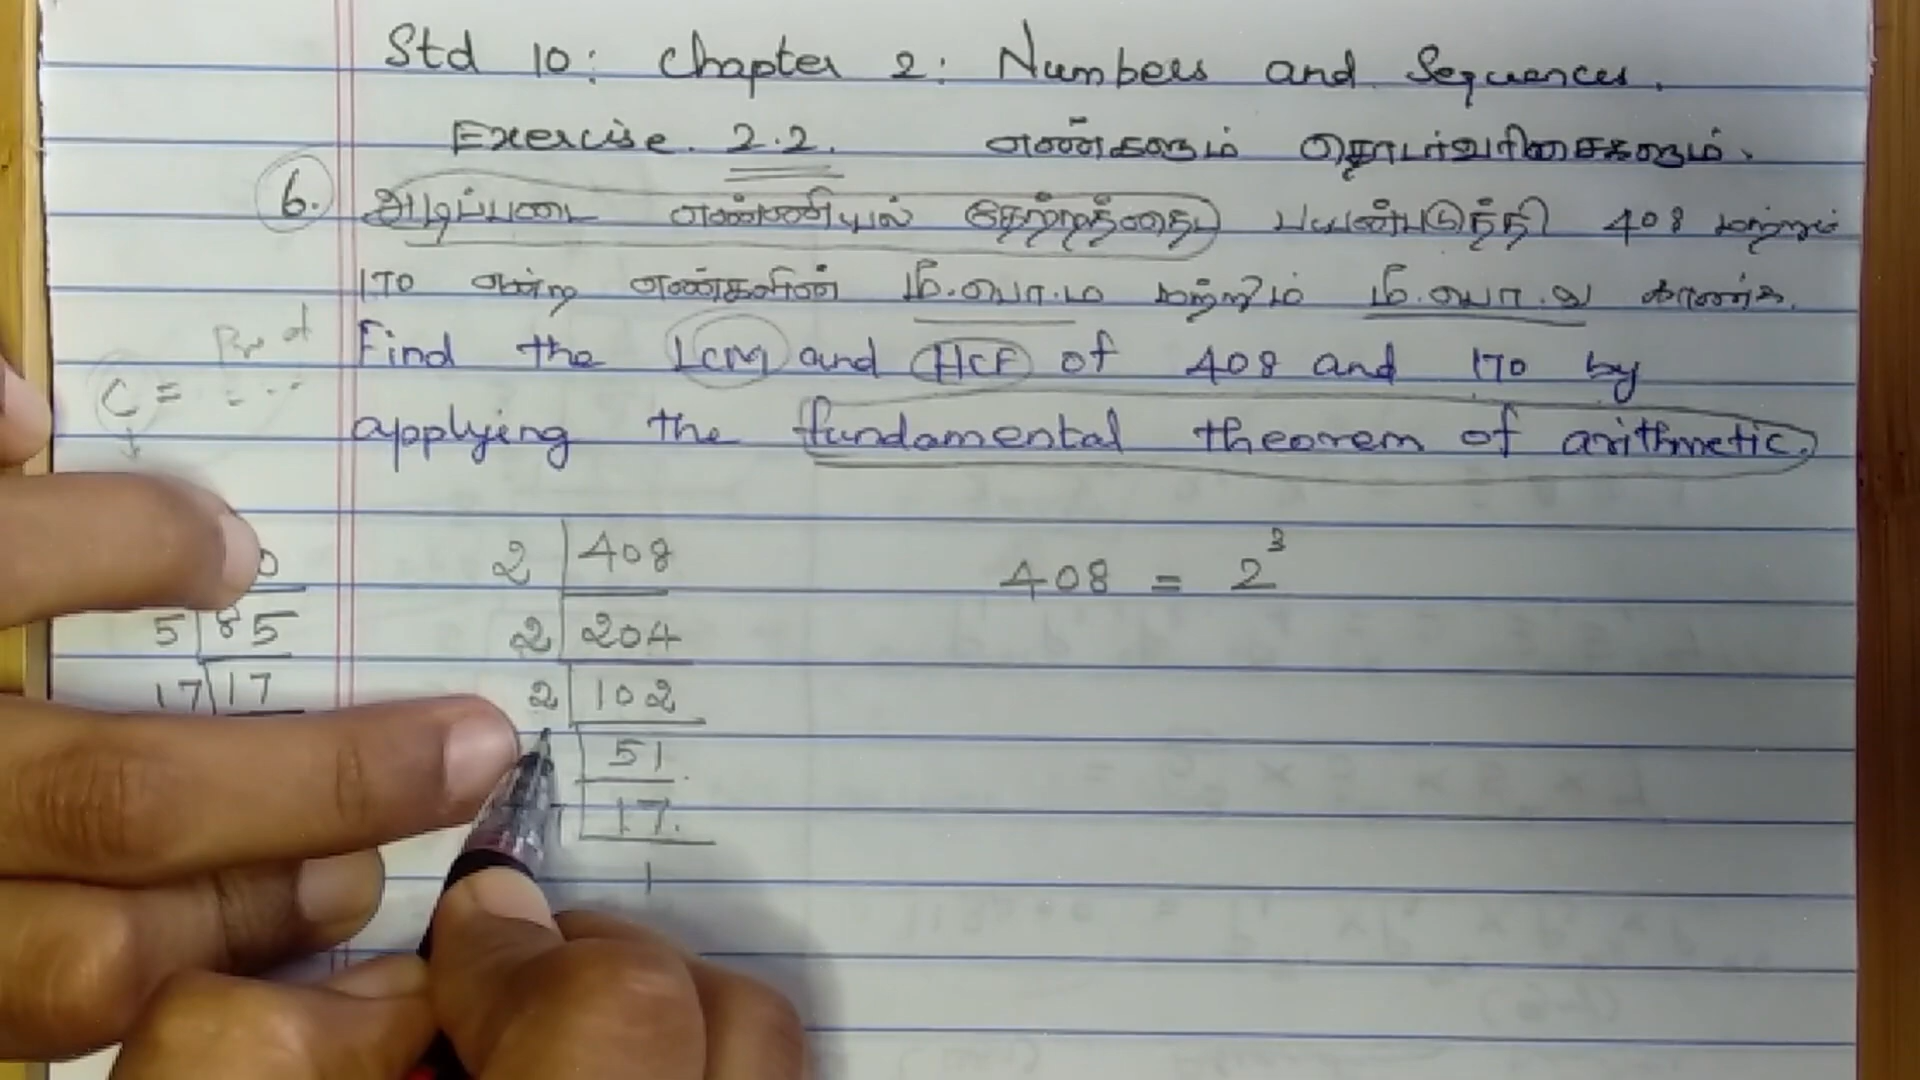 Std 10: Chapter 2: Numbers and Sequences.
Exercise. 2.2. எண்களும் தொடர்வரிசைகளும்.
6. அடிப்படை எண்ணியல் தேற்றத்தைப் பயன்படுத்தி 408 மற்றும்
170 என்ற எண்களின் மீ.பொ.ம மற்றும் மீ.பொ.வ காண்க.
Find the LCM and HCF of 408 and 170 by
applying the fundamental theorem of arithmetic.
C =
2 408
2 204
2 102
51
17.
1
0
5 85
17 17
408 = 2³